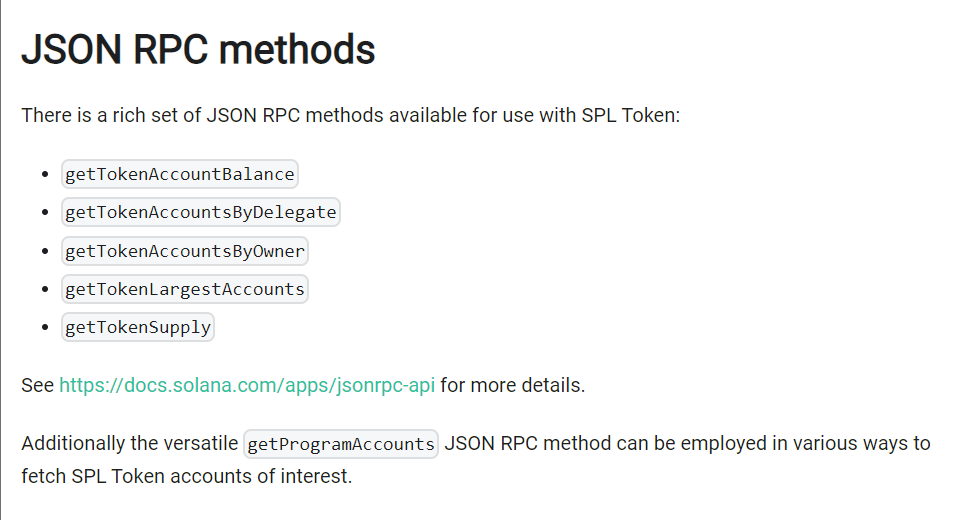 JSON RPC methods
There is a rich set of JSON RPC methods available for use with SPL Token:
• getTokenAccountBalance
• getTokenAccountsByDelegate
• getTokenAccountsByOwner
• getTokenLargestAccounts
• getTokenSupply
See https://docs.solana.com/apps/jsonrpc-api for more details.
Additionally the versatile getProgramAccounts JSON RPC method can be employed in various ways to
fetch SPL Token accounts of interest.